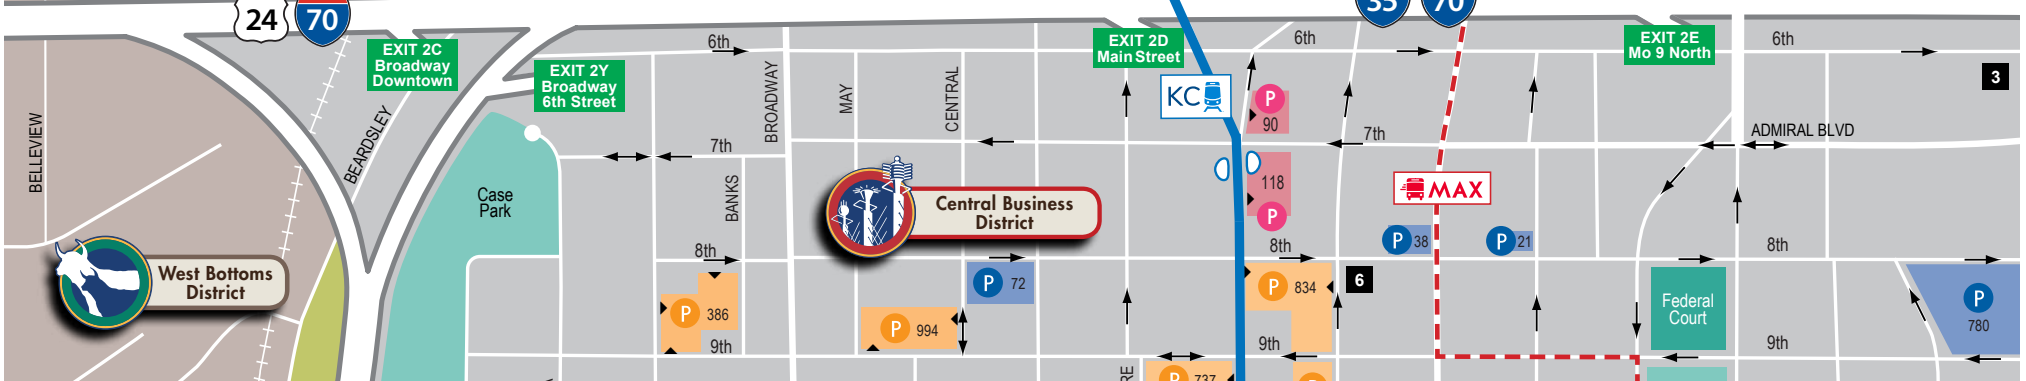 24
70
35
70
EXIT 2C
Broadway
Downtown
EXIT 2Y
Broadway
6th Street
EXIT 2D
Main Street
EXIT 2E
Mo 9 North
6th
6th
6th
3
BELLEVIEW
BEARDSLEY
BROADWAY
MAY
CENTRAL
KC
P
90
7th
7th
ADMIRAL BLVD
Case
Park
BANKS
Central Business
District
118
P
MAX
P
38
P
21
8th
8th
8th
West Bottoms
District
P
386
P
72
P
994
P
834
6
Federal
Court
P
780
9th
9th
9th
RE
P
737
P